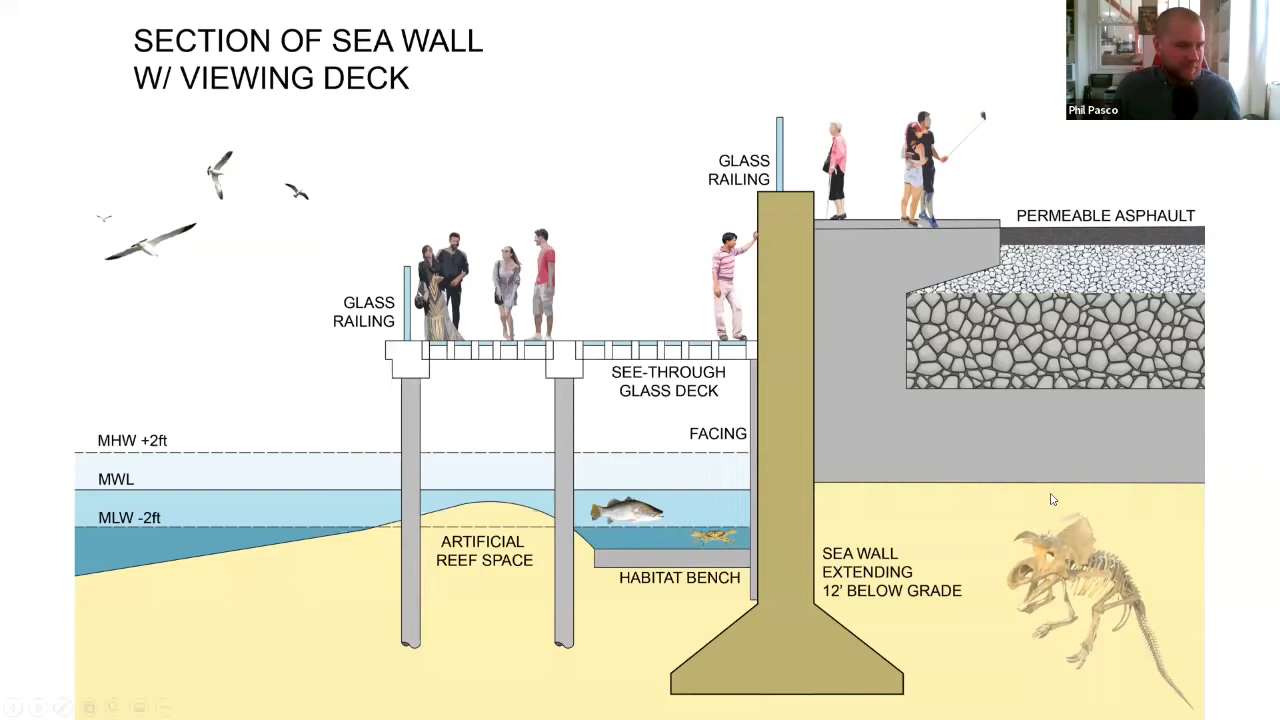 SECTION OF SEA WALL
W/ VIEWING DECK
Phil Pasco
GLASS
RAILING
PERMEABLE ASPHAULT
GLASS
RAILING
SEE-THROUGH
GLASS DECK
FACING
MHW +2ft
MWL
MLW -2ft
ARTIFICIAL
REEF SPACE
HABITAT BENCH
SEA WALL
EXTENDING
12' BELOW GRADE